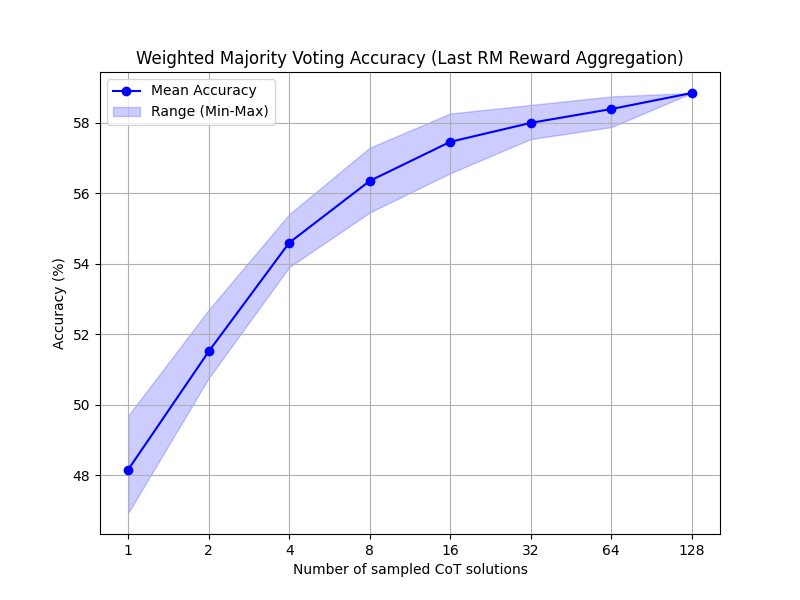 Weighted Majority Voting Accuracy (Last RM Reward Aggregation)
Mean Accuracy
Range (Min-Max)
Accuracy (%)
58
56
54
52
50
48
1 2 4 8 16 32 64 128
Number of sampled CoT solutions